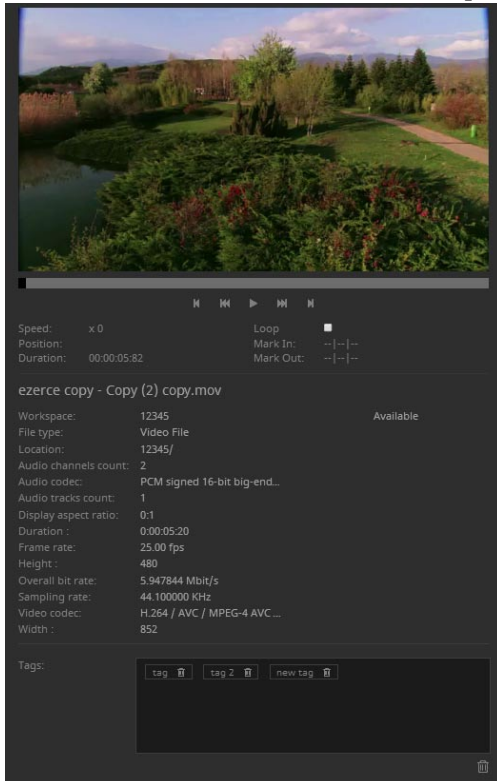 Speed: x 0 Loop
Position: Mark In: --|--|--
Duration: 00:00:05:82 Mark Out: --|--|--
ezerce copy - Copy (2) copy.mov
Workspace: 12345 Available
File type: Video File
Location: 12345/
Audio channels count: 2
Audio codec: PCM signed 16-bit big-end...
Audio tracks count: 1
Display aspect ratio: 0:1
Duration : 0:00:05:20
Frame rate: 25.00 fps
Height : 480
Overall bit rate: 5.947844 Mbit/s
Sampling rate: 44.100000 KHz
Video codec: H.264 / AVC / MPEG-4 AVC ...
Width : 852
Tags: tag tag 2 new tag